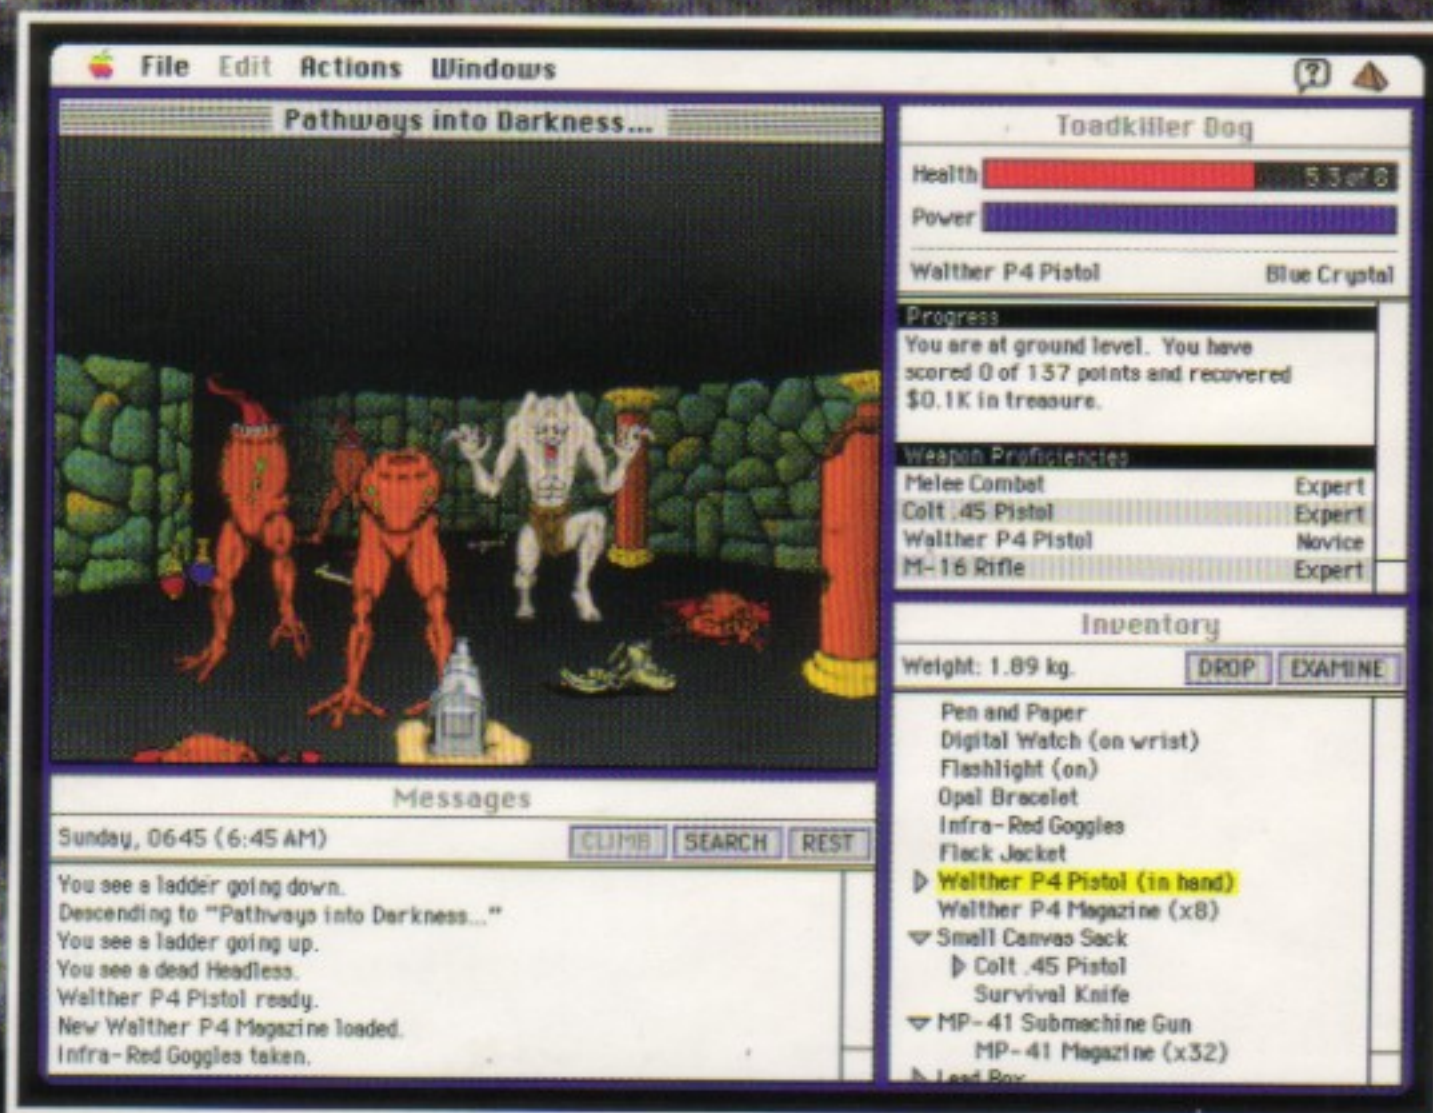 File Edit Actions Windows
Pathways into Darkness...
Toadkiller Dog
Health 5.3 of 8
Power
Walther P4 Pistol Blue Crystal
Progress
You are at ground level. You have
scored 0 of 137 points and recovered
$0.1K in treasure.
Weapon Proficiencies
Melee Combat Expert
Colt .45 Pistol Expert
Walther P4 Pistol Novice
M-16 Rifle Expert
Inventory
Weight: 1.89 kg. DROP EXAMINE
Pen and Paper
Digital Watch (on wrist)
Flashlight (on)
Opal Bracelet
Infra-Red Goggles
Flack Jacket
Walther P4 Pistol (in hand)
Walther P4 Magazine (x8)
Small Canvas Sack
Colt .45 Pistol
Survival Knife
MP-41 Submachine Gun
MP-41 Magazine (x32)
Lead Box
Messages
Sunday, 0645 (6:45 AM) CLIMB SEARCH REST
You see a ladder going down.
Descending to "Pathways into Darkness..."
You see a ladder going up.
You see a dead Headless.
Walther P4 Pistol ready.
New Walther P4 Magazine loaded.
Infra-Red Goggles taken.